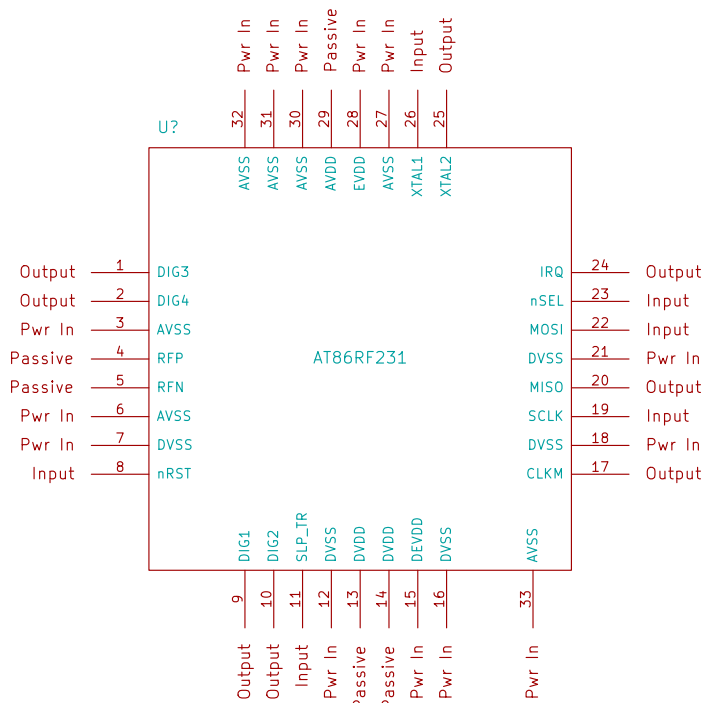 Pwr In Pwr In Pwr In Passive Pwr In Pwr In Input Output
32 31 30 29 28 27 26 25
U?
AVSS AVSS AVSS AVDD EVDD AVSS XTAL1 XTAL2
Output 1 DIG3 IRQ 24 Output
Output 2 DIG4 nSEL 23 Input
Pwr In 3 AVSS MOSI 22 Input
Passive 4 RFP AT86RF231 DVSS 21 Pwr In
Passive 5 RFN MISO 20 Output
Pwr In 6 AVSS SCLK 19 Input
Pwr In 7 DVSS DVSS 18 Pwr In
Input 8 nRST CLKM 17 Output
DIG1 DIG2 SLP_TR DVSS DVDD DVDD DEVDD DVSS AVSS
9 10 11 12 13 14 15 16 33
Output Output Input Pwr In Passive Passive Pwr In Pwr In Pwr In